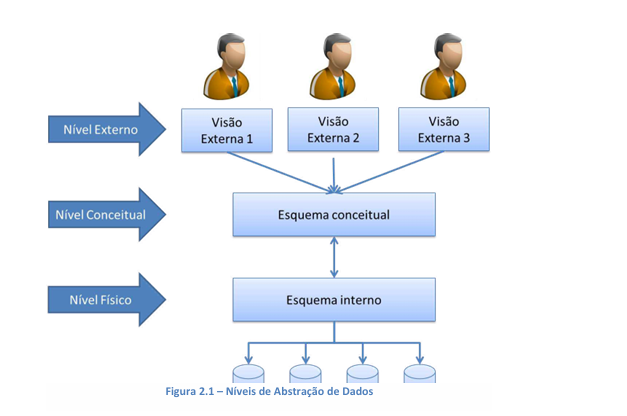 Nível Externo
Visão
Externa 1
Visão
Externa 2
Visão
Externa 3
Nível Conceitual
Esquema conceitual
Nível Físico
Esquema interno
Figura 2.1 – Níveis de Abstração de Dados